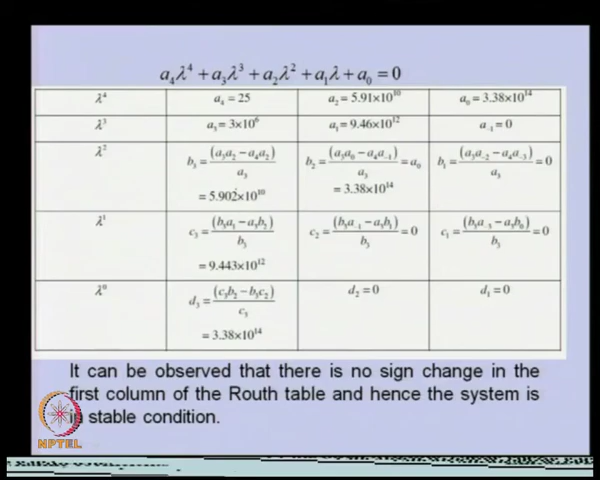 a₄λ⁴ + a₃λ³ + a₂λ² + a₁λ + a₀ = 0
λ⁴ a₄ = 25 a₂ = 5.91×10¹⁰ a₀ = 3.38×10¹⁴
λ³ a₃ = 3×10⁶ a₁ = 9.46×10¹² a₋₁ = 0
λ² b₃ = (a₃a₂ − a₄a₂)/a₃ b₂ = (a₃a₀ − a₄a₋₁)/a₃ = a₀ b₁ = (a₃a₋₂ − a₄a₋₃)/a₃ = 0
= 5.902×10¹⁰ = 3.38×10¹⁴
λ¹ c₃ = (b₃a₁ − a₃b₂)/b₃ c₂ = (b₃a₋₁ − a₃b₁)/b₃ = 0 c₁ = (b₃a₋₃ − a₃b₀)/b₃ = 0
= 9.443×10¹²
λ⁰ d₃ = (c₃b₂ − b₃c₂)/c₃ d₂ = 0 d₁ = 0
= 3.38×10¹⁴
It can be observed that there is no sign change in the
first column of the Routh table and hence the system is
in stable condition.
NPTEL